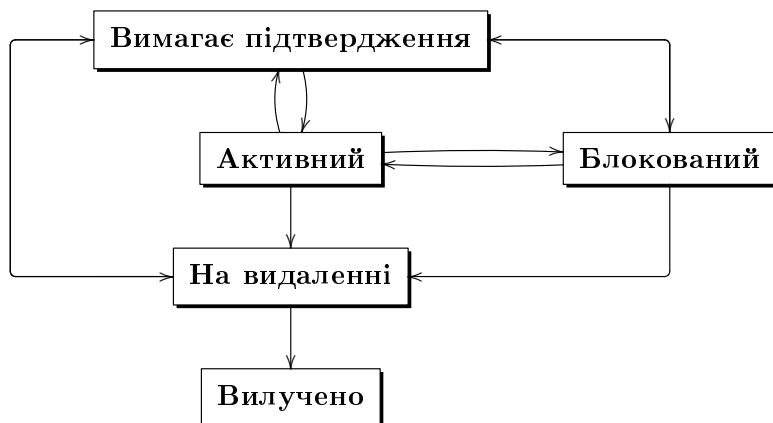 Вимагає підтвердження
Активний
Блокований
На видаленні
Вилучено